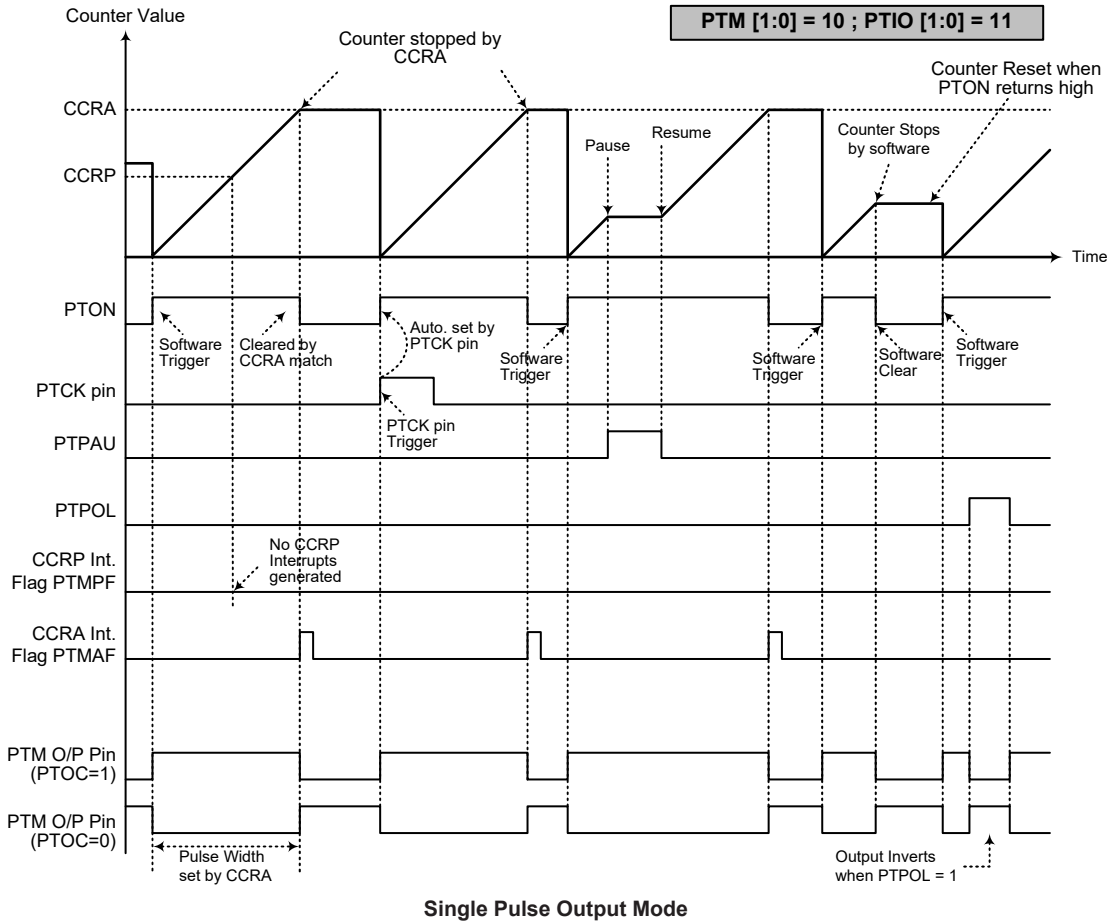 Counter Value
PTM [1:0] = 10 ; PTIO [1:0] = 11
Counter stopped by
CCRA
Counter Reset when
PTON returns high
CCRA
Pause
Resume
Counter Stops
by software
CCRP
Time
PTON
Software
Trigger
Cleared by
CCRA match
Auto. set by
PTCK pin
Software
Trigger
Software
Trigger
Software
Clear
Software
Trigger
PTCK pin
PTCK pin
Trigger
PTPAU
PTPOL
No CCRP
Interrupts
generated
CCRP Int.
Flag PTMPF
CCRA Int.
Flag PTMAF
PTM O/P Pin
(PTOC=1)
PTM O/P Pin
(PTOC=0)
Pulse Width
set by CCRA
Output Inverts
when PTPOL = 1
Single Pulse Output Mode